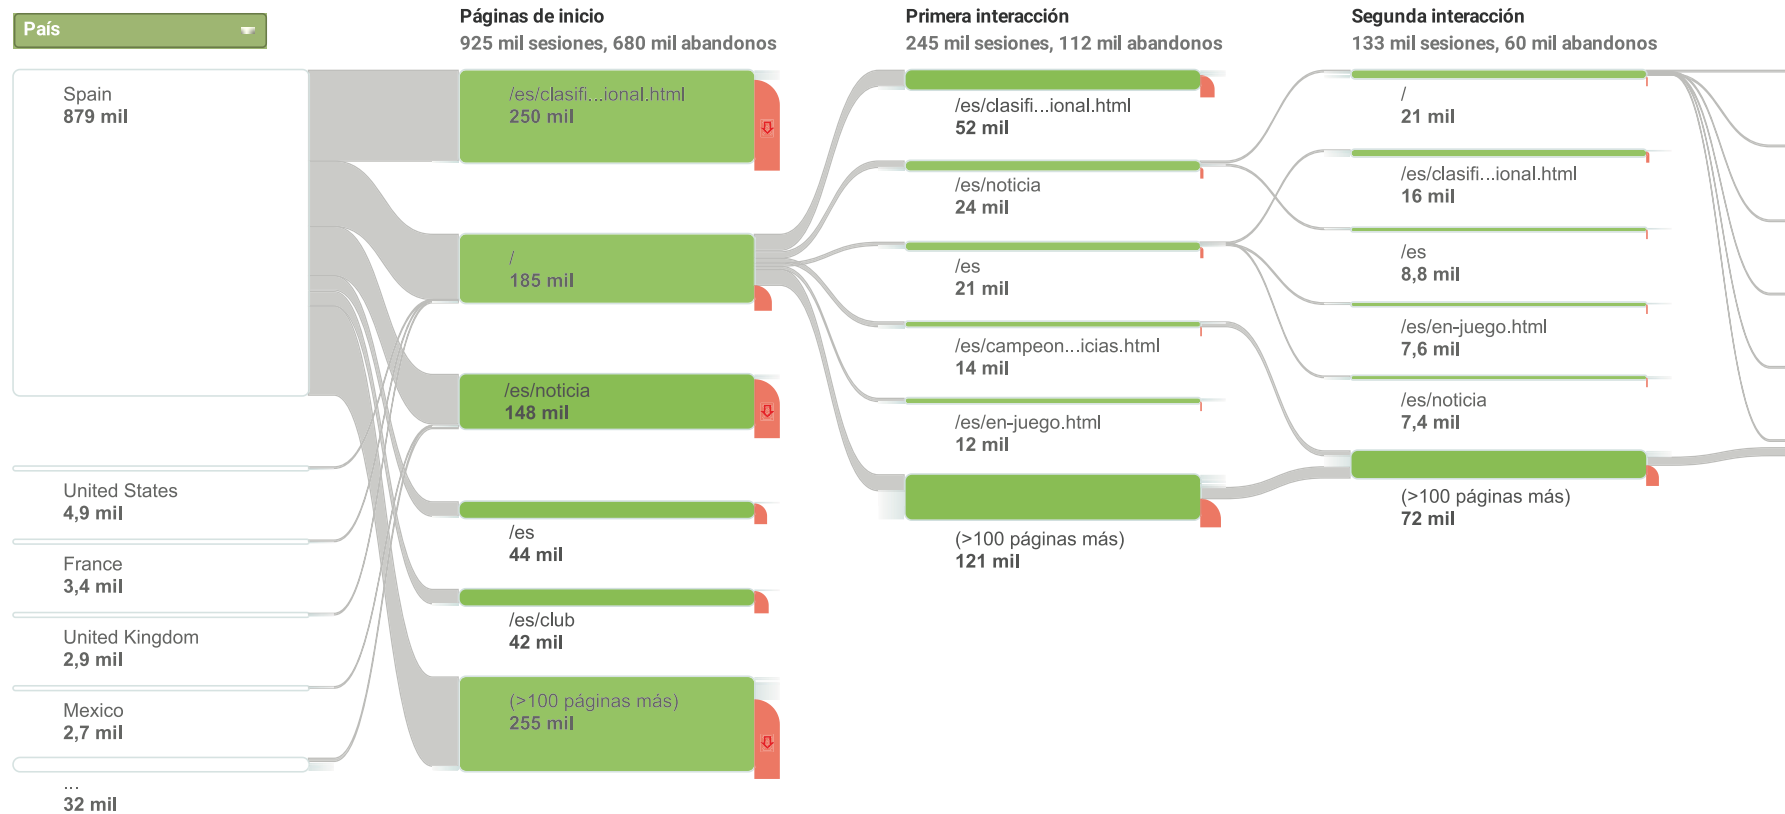 País
Spain
879 mil
United States
4,9 mil
France
3,4 mil
United Kingdom
2,9 mil
Mexico
2,7 mil
...
32 mil
Páginas de inicio
925 mil sesiones, 680 mil abandonos
/es/clasifi...ional.html
250 mil
/
185 mil
/es/noticia
148 mil
/es
44 mil
/es/club
42 mil
(>100 páginas más)
255 mil
Primera interacción
245 mil sesiones, 112 mil abandonos
/es/clasifi...ional.html
52 mil
/es/noticia
24 mil
/es
21 mil
/es/campeon...icias.html
14 mil
/es/en-juego.html
12 mil
(>100 páginas más)
121 mil
Segunda interacción
133 mil sesiones, 60 mil abandonos
/
21 mil
/es/clasifi...ional.html
16 mil
/es
8,8 mil
/es/en-juego.html
7,6 mil
/es/noticia
7,4 mil
(>100 páginas más)
72 mil